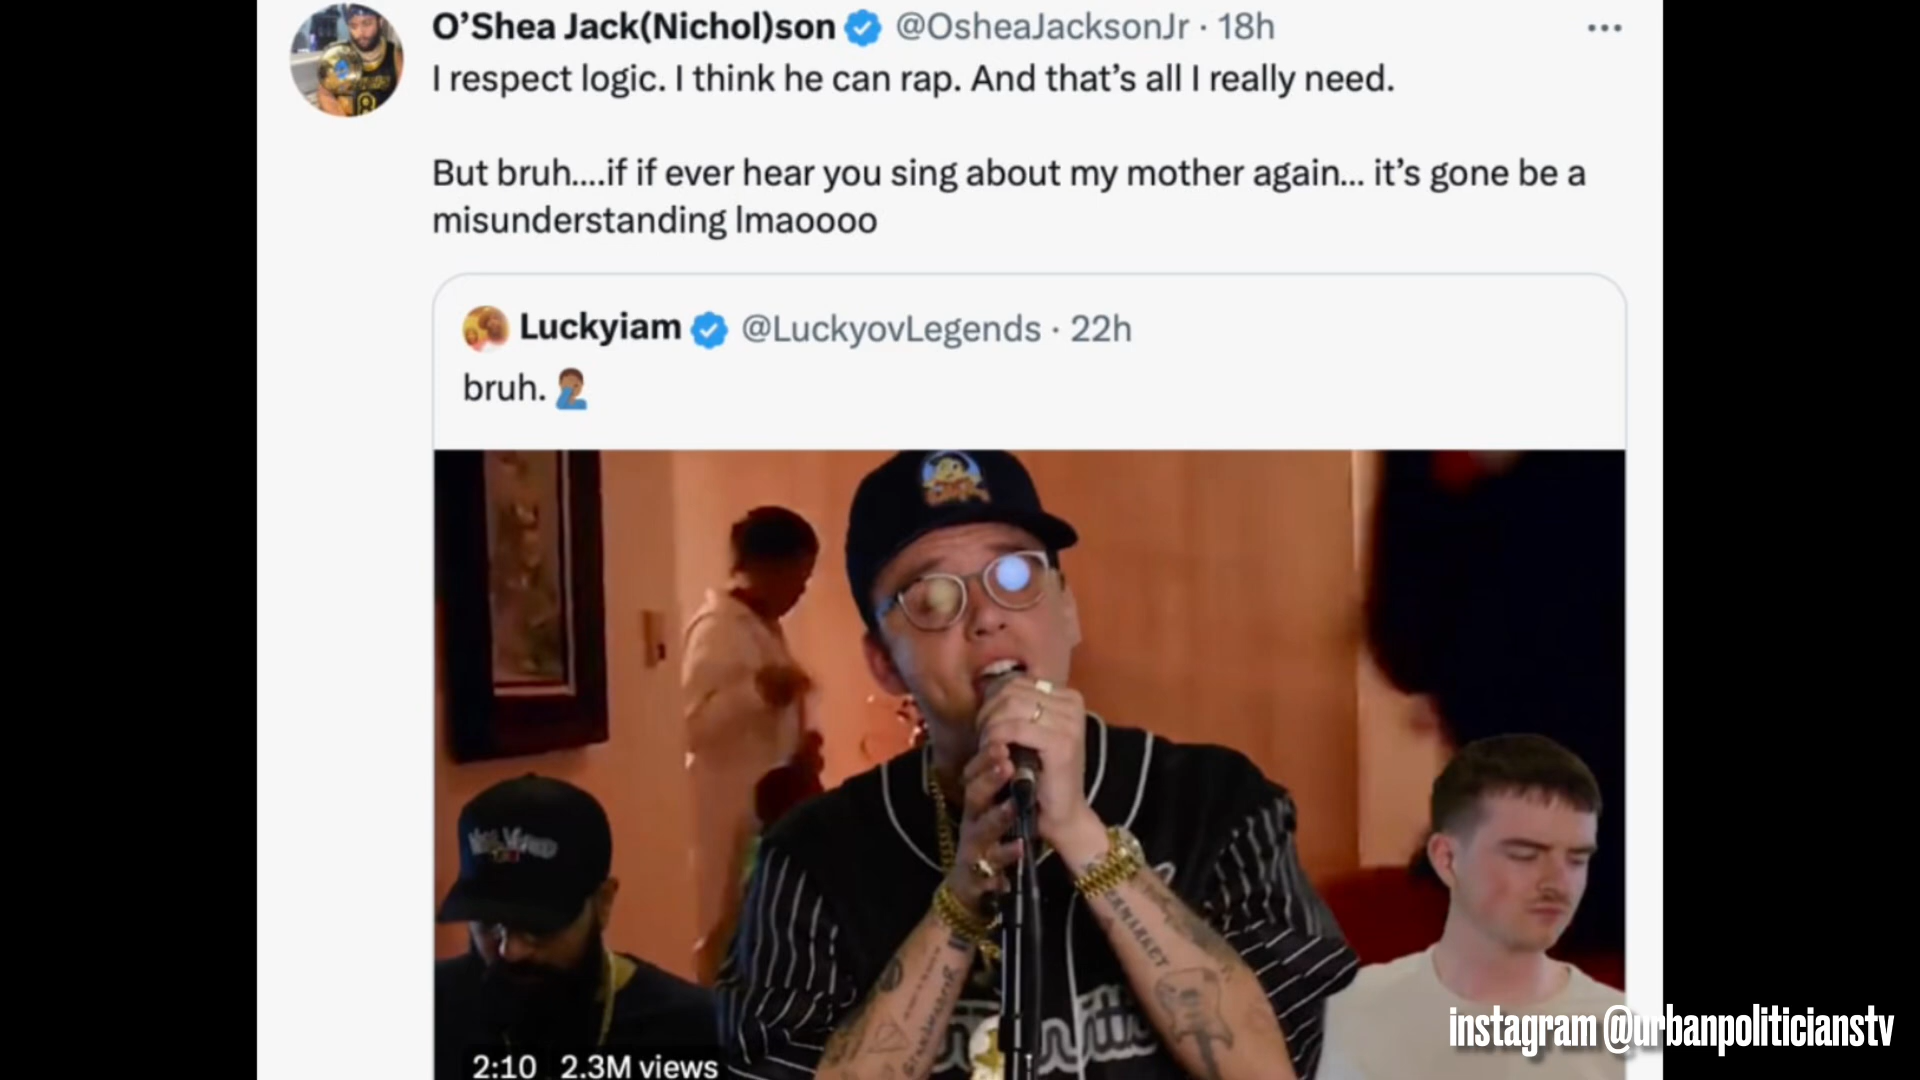 O’Shea Jack(Nichol)son @OsheaJacksonJr · 18h
I respect logic. I think he can rap. And that’s all I really need.
But bruh....if if ever hear you sing about my mother again... it’s gone be a
misunderstanding lmaoooo
Luckyiam @LuckyovLegends · 22h
bruh.
2:10 2.3M views
instagram @urbanpoliticianstv